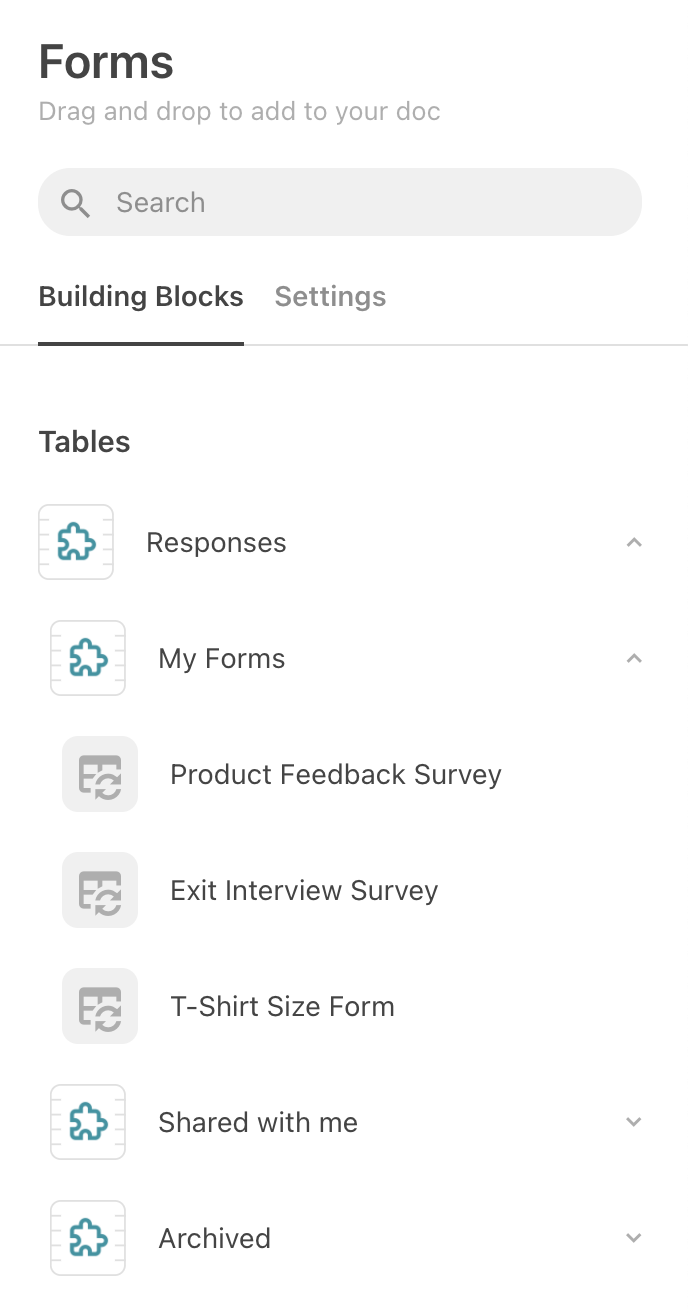 Forms
Drag and drop to add to your doc
Search
Building Blocks Settings
Tables
Responses
My Forms
Product Feedback Survey
Exit Interview Survey
T-Shirt Size Form
Shared with me
Archived